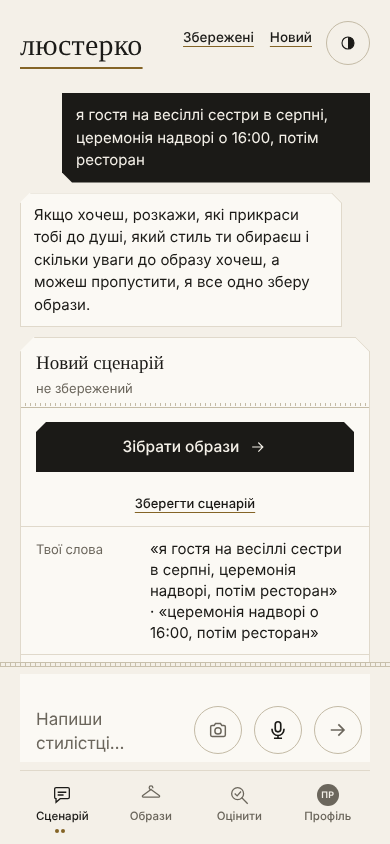 люстерко
Збережені Новий
я гостя на весіллі сестри в серпні,
церемонія надворі о 16:00, потім
ресторан
Якщо хочеш, розкажи, які прикраси
тобі до душі, який стиль ти обираєш і
скільки уваги до образу хочеш, а
можеш пропустити, я все одно зберу
образи.
Новий сценарій
не збережений
Зібрати образи →
Зберегти сценарій
Твої слова
«я гостя на весіллі сестри
в серпні, церемонія
надворі, потім ресторан»
· «церемонія надворі о
16:00, потім ресторан»
Напиши
стилістці...
Сценарій Образи Оцінити ПР Профіль